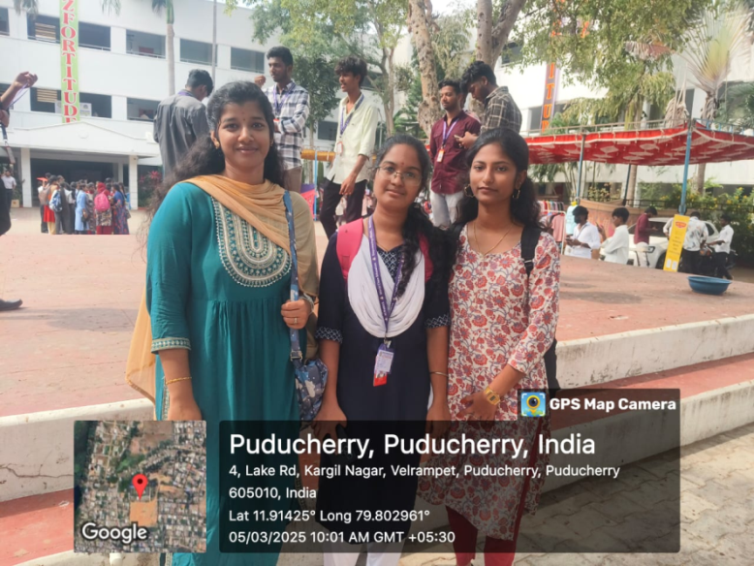 ZFORTITUD
GPS Map Camera
Puducherry, Puducherry, India
4, Lake Rd, Kargil Nagar, Velrampet, Puducherry, Puducherry
605010, India
Lat 11.91425° Long 79.802961°
05/03/2025 10:01 AM GMT +05:30
Google